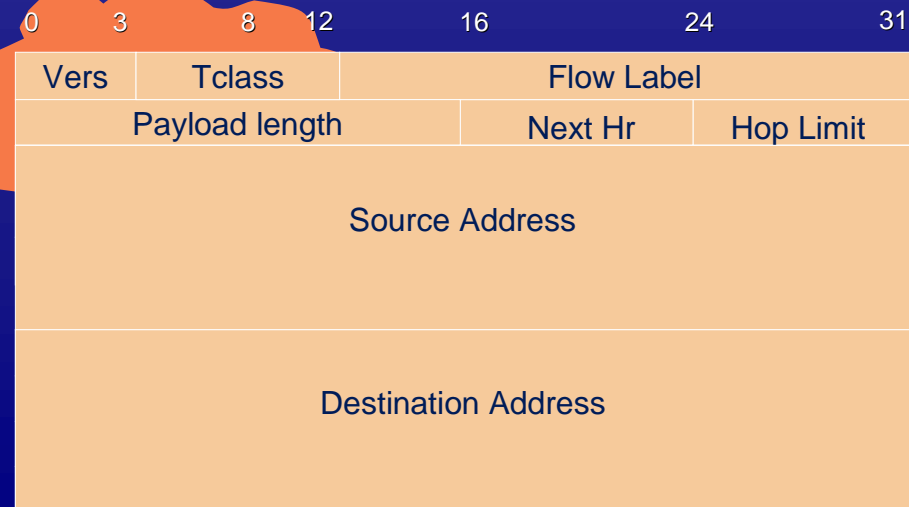 0 3 8 12 16 24 31
Vers Tclass Flow Label
Payload length Next Hr Hop Limit
Source Address
Destination Address